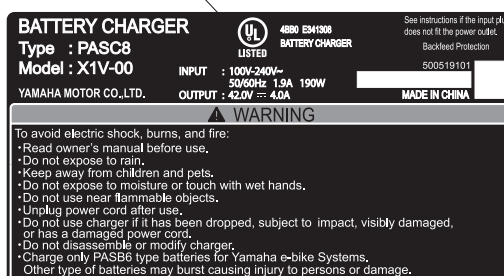 BATTERY CHARGER
Type : PASC8
Model : X1V-00
YAMAHA MOTOR CO.,LTD.
UL
LISTED
4BB0 E341308
BATTERY CHARGER
INPUT : 100V-240V~
50/60Hz 1.9A 190W
OUTPUT : 42.0V ⎓ 4.0A
See instructions if the input plu
does not fit the power outlet.
Backfeed Protection
500519101
MADE IN CHINA
WARNING
To avoid electric shock, burns, and fire:
・Read owner's manual before use.
・Do not expose to rain.
・Keep away from children and pets.
・Do not expose to moisture or touch with wet hands.
・Do not use near flammable objects.
・Unplug power cord after use.
・Do not use charger if it has been dropped, subject to impact, visibly damaged,
or has a damaged power cord.
・Do not disassemble or modify charger.
・Charge only PASB6 type batteries for Yamaha e-bike Systems.
Other type of batteries may burst causing injury to persons or damage.